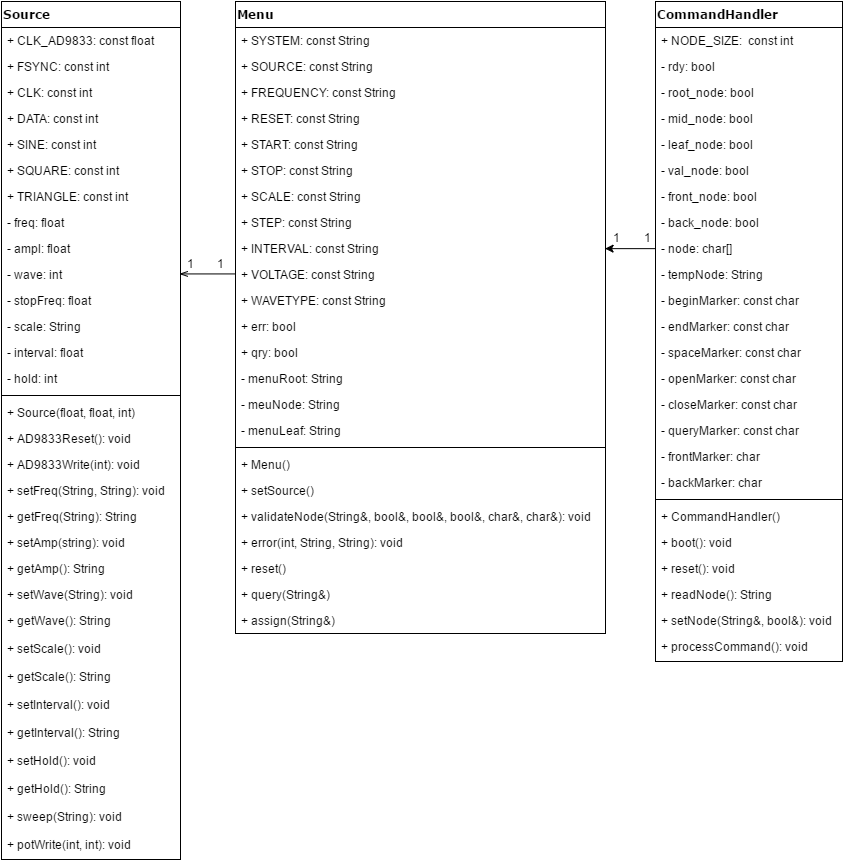 Source
+ CLK_AD9833: const float
+ FSYNC: const int
+ CLK: const int
+ DATA: const int
+ SINE: const int
+ SQUARE: const int
+ TRIANGLE: const int
- freq: float
- ampl: float
- wave: int
- stopFreq: float
- scale: String
- interval: float
- hold: int
+ Source(float, float, int)
+ AD9833Reset(): void
+ AD9833Write(int): void
+ setFreq(String, String): void
+ getFreq(String): String
+ setAmp(string): void
+ getAmp(): String
+ setWave(String): void
+ getWave(): String
+ setScale(): void
+ getScale(): String
+ setInterval(): void
+ getInterval(): String
+ setHold(): void
+ getHold(): String
+ sweep(String): void
+ potWrite(int, int): void
1 1
Menu
+ SYSTEM: const String
+ SOURCE: const String
+ FREQUENCY: const String
+ RESET: const String
+ START: const String
+ STOP: const String
+ SCALE: const String
+ STEP: const String
+ INTERVAL: const String
+ VOLTAGE: const String
+ WAVETYPE: const String
+ err: bool
+ qry: bool
- menuRoot: String
- meuNode: String
- menuLeaf: String
+ Menu()
+ setSource()
+ validateNode(String&, bool&, bool&, bool&, char&, char&): void
+ error(int, String, String): void
+ reset()
+ query(String&)
+ assign(String&)
1 1
CommandHandler
+ NODE_SIZE: const int
- rdy: bool
- root_node: bool
- mid_node: bool
- leaf_node: bool
- val_node: bool
- front_node: bool
- back_node: bool
- node: char[]
- tempNode: String
- beginMarker: const char
- endMarker: const char
- spaceMarker: const char
- openMarker: const char
- closeMarker: const char
- queryMarker: const char
- frontMarker: char
- backMarker: char
+ CommandHandler()
+ boot(): void
+ reset(): void
+ readNode(): String
+ setNode(String&, bool&): void
+ processCommand(): void